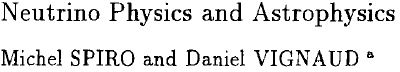 Neutrino Physics and Astrophysics
Michel SPIRO and Daniel VIGNAUD a